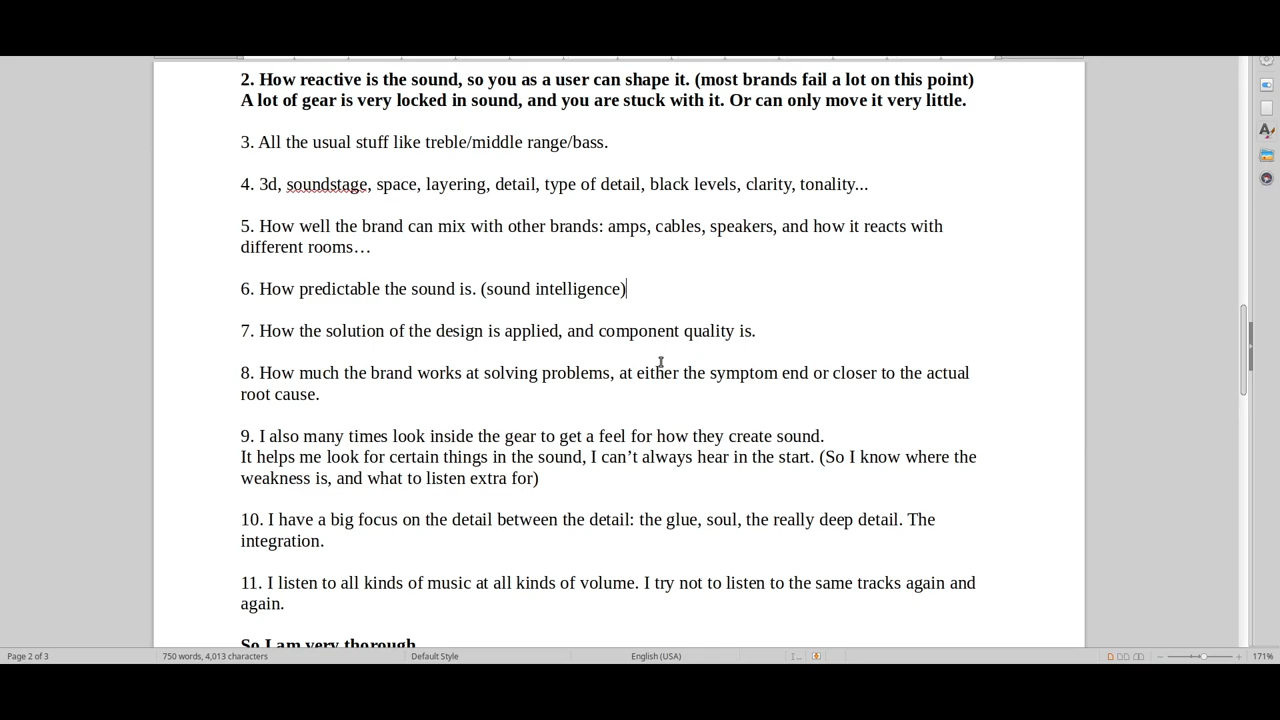 2. How reactive is the sound, so you as a user can shape it. (most brands fail a lot on this point)
A lot of gear is very locked in sound, and you are stuck with it. Or can only move it very little.
3. All the usual stuff like treble/middle range/bass.
4. 3d, soundstage, space, layering, detail, type of detail, black levels, clarity, tonality...
5. How well the brand can mix with other brands: amps, cables, speakers, and how it reacts with
different rooms…
6. How predictable the sound is. (sound intelligence)
7. How the solution of the design is applied, and component quality is.
8. How much the brand works at solving problems, at either the symptom end or closer to the actual
root cause.
9. I also many times look inside the gear to get a feel for how they create sound.
It helps me look for certain things in the sound, I can’t always hear in the start. (So I know where the
weakness is, and what to listen extra for)
10. I have a big focus on the detail between the detail: the glue, soul, the really deep detail. The
integration.
11. I listen to all kinds of music at all kinds of volume. I try not to listen to the same tracks again and
again.
So I am very thorough
Page 2 of 3
750 words, 4,013 characters
Default Style
English (USA)
171%